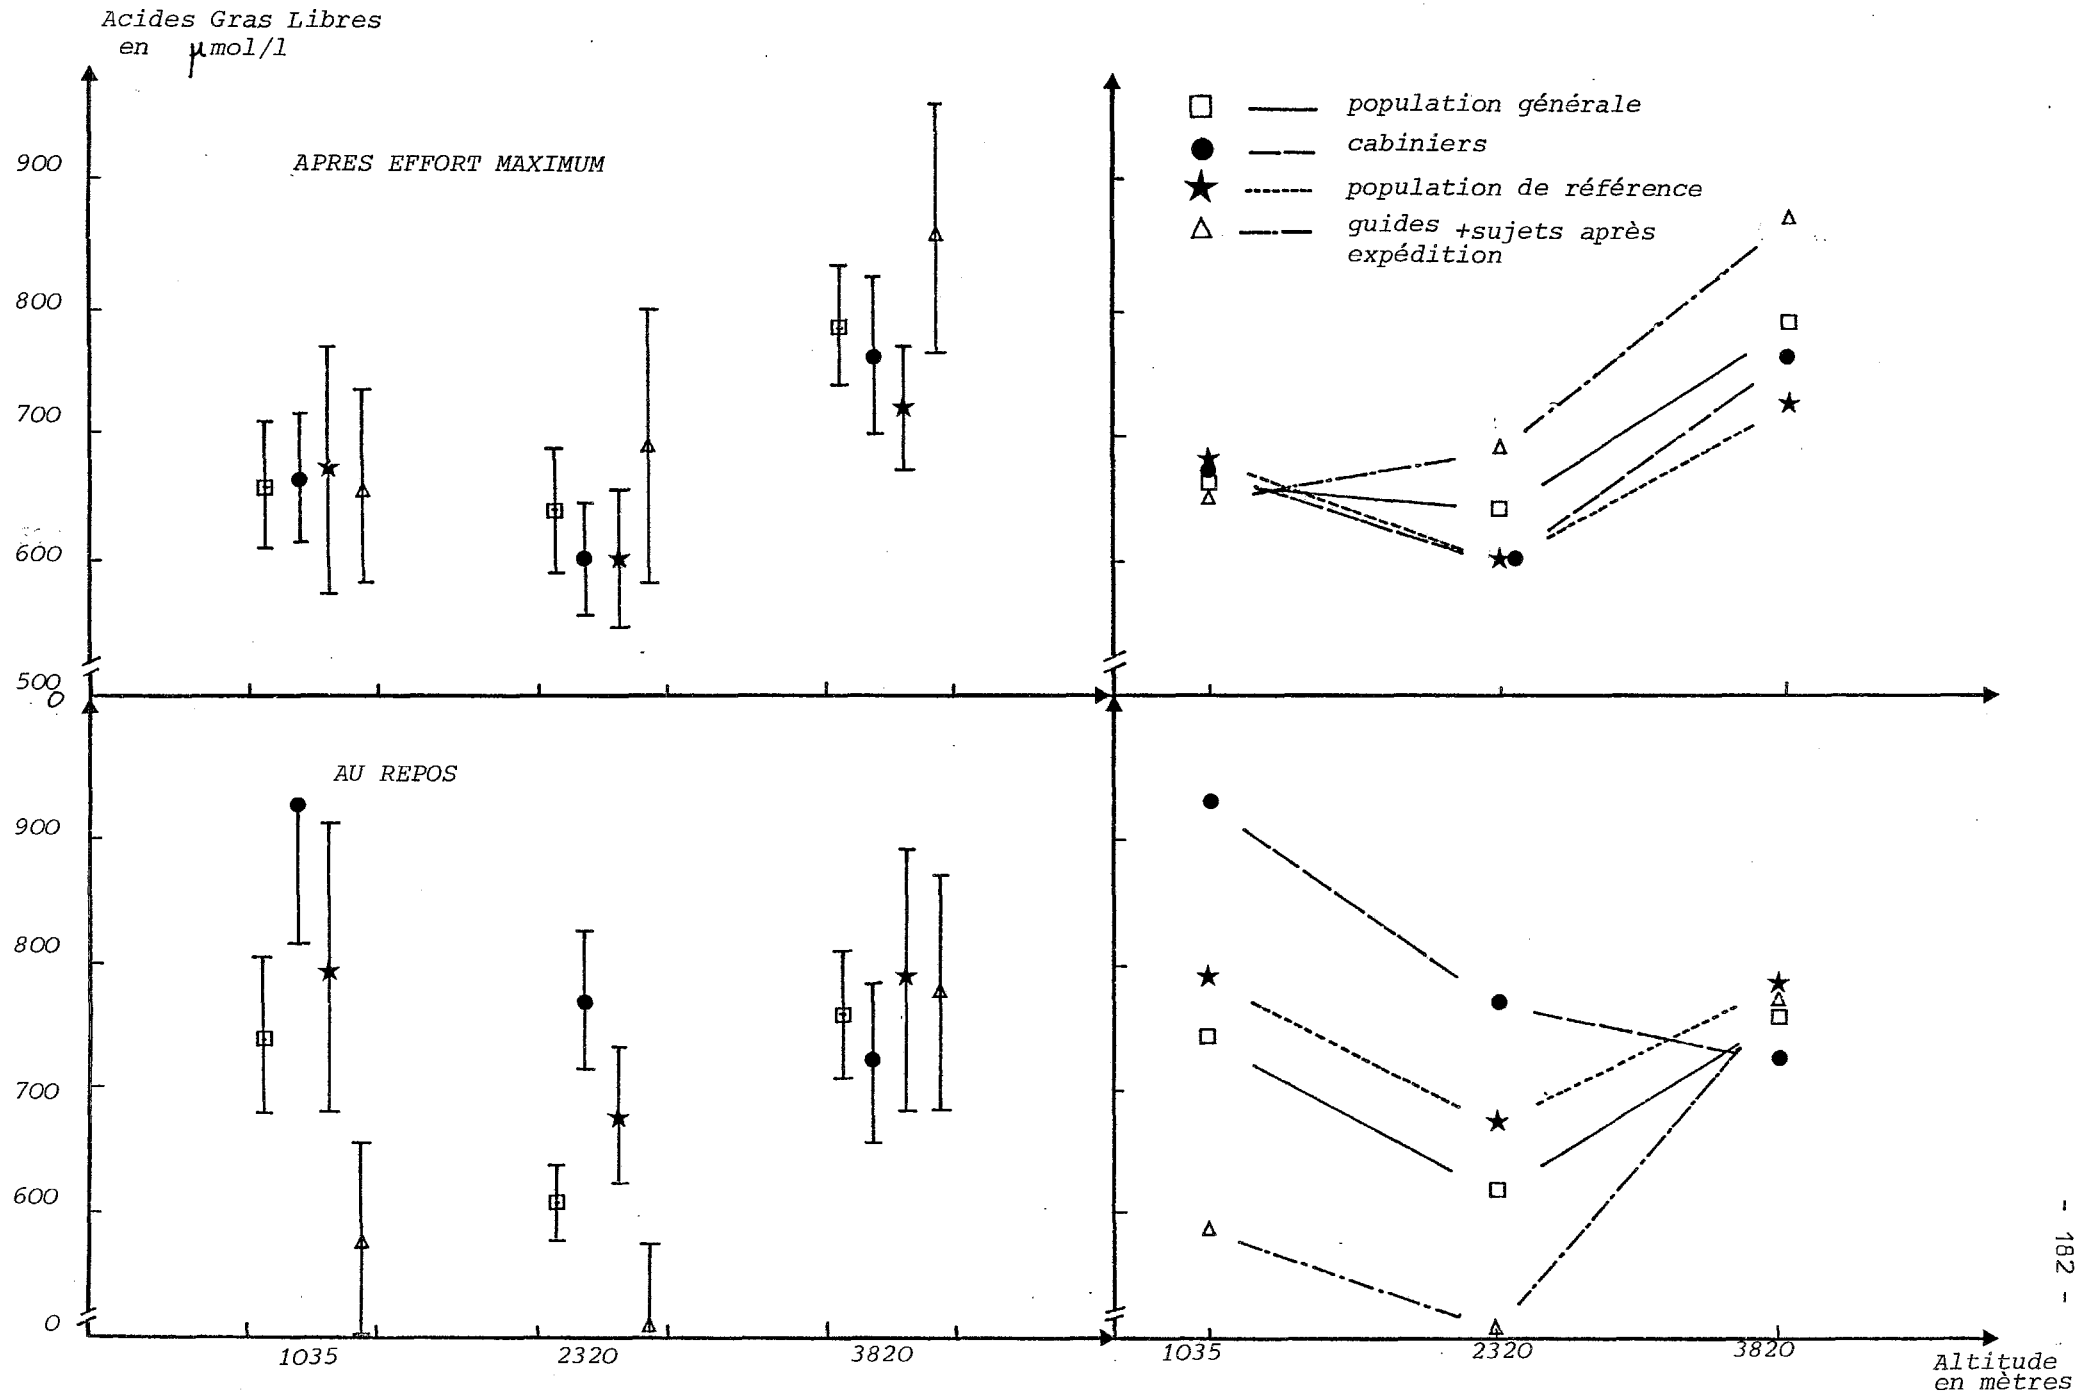 Acides Gras Libres
en µmol/l
APRES EFFORT MAXIMUM
900
800
700
600
500
0
population générale
cabiniers
population de référence
guides +sujets après
expédition
AU REPOS
900
800
700
600
0
1035 2320 3820
1035 2320 3820
Altitude
en mètres
- 182 -